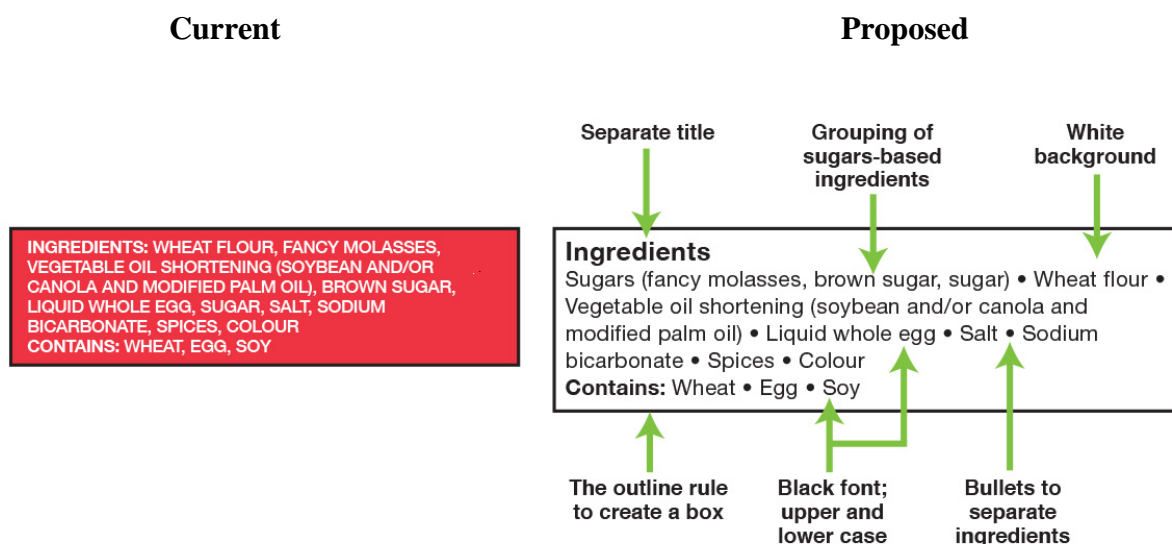 Current
Proposed
Separate title
Grouping of
sugars-based
ingredients
White
background
INGREDIENTS: WHEAT FLOUR, FANCY MOLASSES,
VEGETABLE OIL SHORTENING (SOYBEAN AND/OR
CANOLA AND MODIFIED PALM OIL), BROWN SUGAR,
LIQUID WHOLE EGG, SUGAR, SALT, SODIUM
BICARBONATE, SPICES, COLOUR
CONTAINS: WHEAT, EGG, SOY
Ingredients
Sugars (fancy molasses, brown sugar, sugar) • Wheat flour •
Vegetable oil shortening (soybean and/or canola and
modified palm oil) • Liquid whole egg • Salt • Sodium
bicarbonate • Spices • Colour
Contains: Wheat • Egg • Soy
The outline rule
to create a box
Black font;
upper and
lower case
Bullets to
separate
ingredients